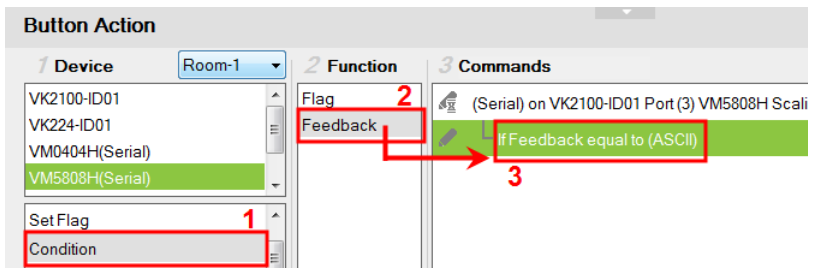 Button Action
1 Device
Room-1
2 Function
3 Commands
VK2100-ID01
VK224-ID01
VM0404H(Serial)
VM5808H(Serial)
Set Flag
1
Condition
Flag
2
Feedback
(Serial) on VK2100-ID01 Port (3) VM5808H Scali
If Feedback equal to (ASCII)
3